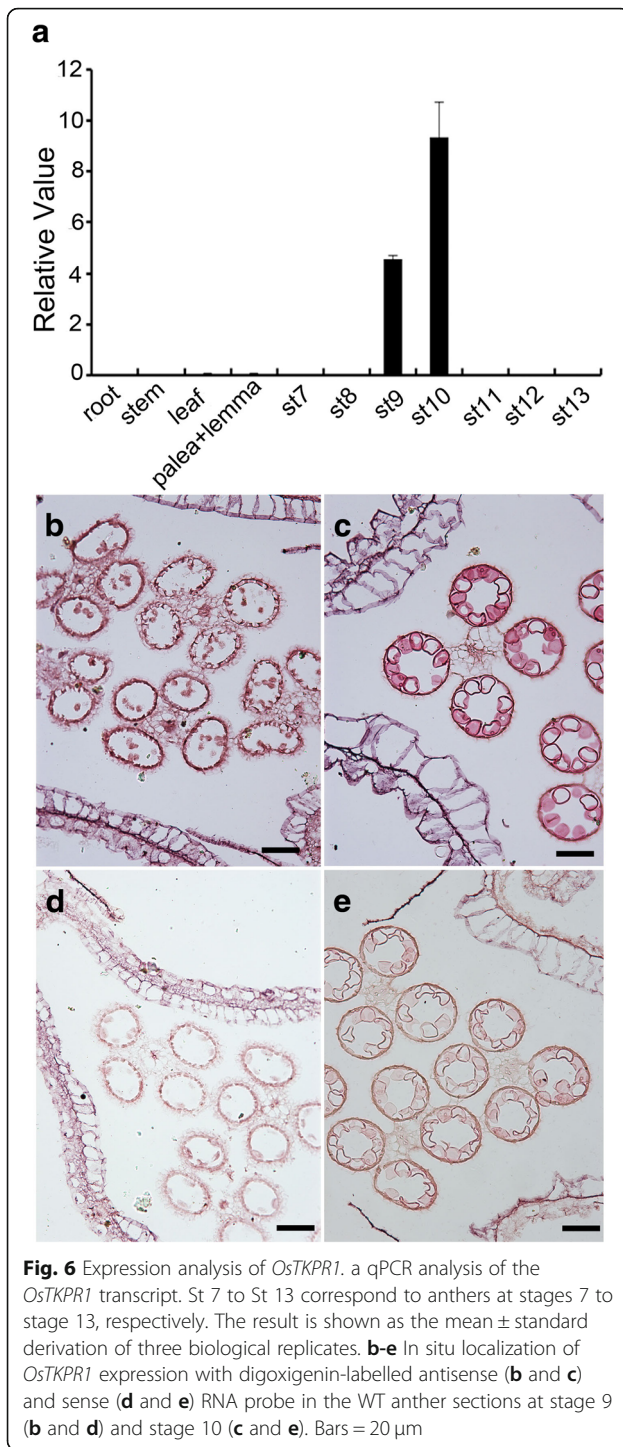 a
12
10
8
6
4
2
0
Relative Value
root
stem
leaf
palea+lemma
st7
st8
st9
st10
st11
st12
st13
b
c
d
e
Fig. 6 Expression analysis of OsTKPR1. a qPCR analysis of the
OsTKPR1 transcript. St 7 to St 13 correspond to anthers at stages 7 to
stage 13, respectively. The result is shown as the mean ± standard
derivation of three biological replicates. b-e In situ localization of
OsTKPR1 expression with digoxigenin-labelled antisense (b and c)
and sense (d and e) RNA probe in the WT anther sections at stage 9
(b and d) and stage 10 (c and e). Bars = 20 μm